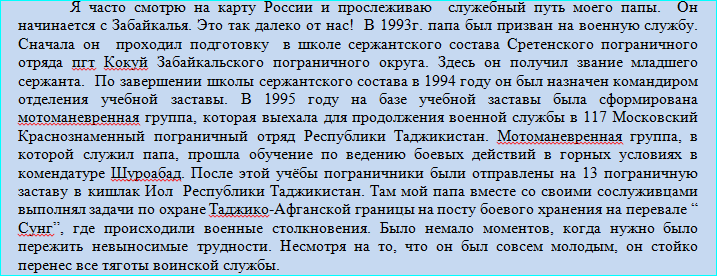 Я часто смотрю на карту России и прослеживаю служебный путь моего папы. Он
начинается с Забайкалья. Это так далеко от нас! В 1993г. папа был призван на военную службу.
Сначала он проходил подготовку в школе сержантского состава Сретенского пограничного
отряда пгт Кокуй Забайкальского пограничного округа. Здесь он получил звание младшего
сержанта. По завершении школы сержантского состава в 1994 году он был назначен командиром
отделения учебной заставы. В 1995 году на базе учебной заставы была сформирована
мотоманевренная группа, которая выехала для продолжения военной службы в 117 Московский
Краснознаменный пограничный отряд Республики Таджикистан. Мотоманевренная группа, в
которой служил папа, прошла обучение по ведению боевых действий в горных условиях в
комендатуре Шуроабад. После этой учёбы пограничники были отправлены на 13 пограничную
заставу в кишлак Иол Республики Таджикистан. Там мой папа вместе со своими сослуживцами
выполнял задачи по охране Таджико-Афганской границы на посту боевого хранения на перевале “
Сунг”, где происходили военные столкновения. Было немало моментов, когда нужно было
пережить невыносимые трудности. Несмотря на то, что он был совсем молодым, он стойко
перенес все тяготы воинской службы.